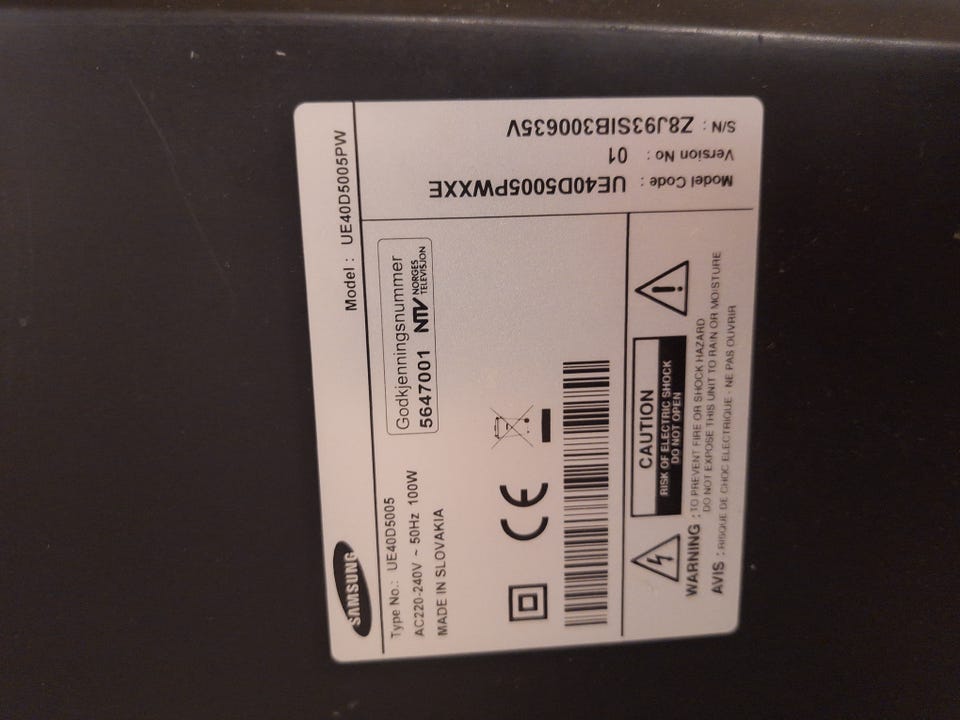 SAMSUNG
Model : UE40D5005PW
Type No.: UE40D5005
AC220-240V ~ 50Hz 100W
MADE IN SLOVAKIA
Godkjenningsnummer
5647001 NTV NORGES
TELEVISJON
CE
CAUTION
RISK OF ELECTRIC SHOCK
DO NOT OPEN
WARNING : TO PREVENT FIRE OR SHOCK HAZARD
DO NOT EXPOSE THIS UNIT TO RAIN OR MOISTURE
AVIS : RISQUE DE CHOC ELECTRIQUE - NE PAS OUVRIR
Model Code : UE40D5005PWXXE
Version No : 01
S/N : Z8J93SIB300635V